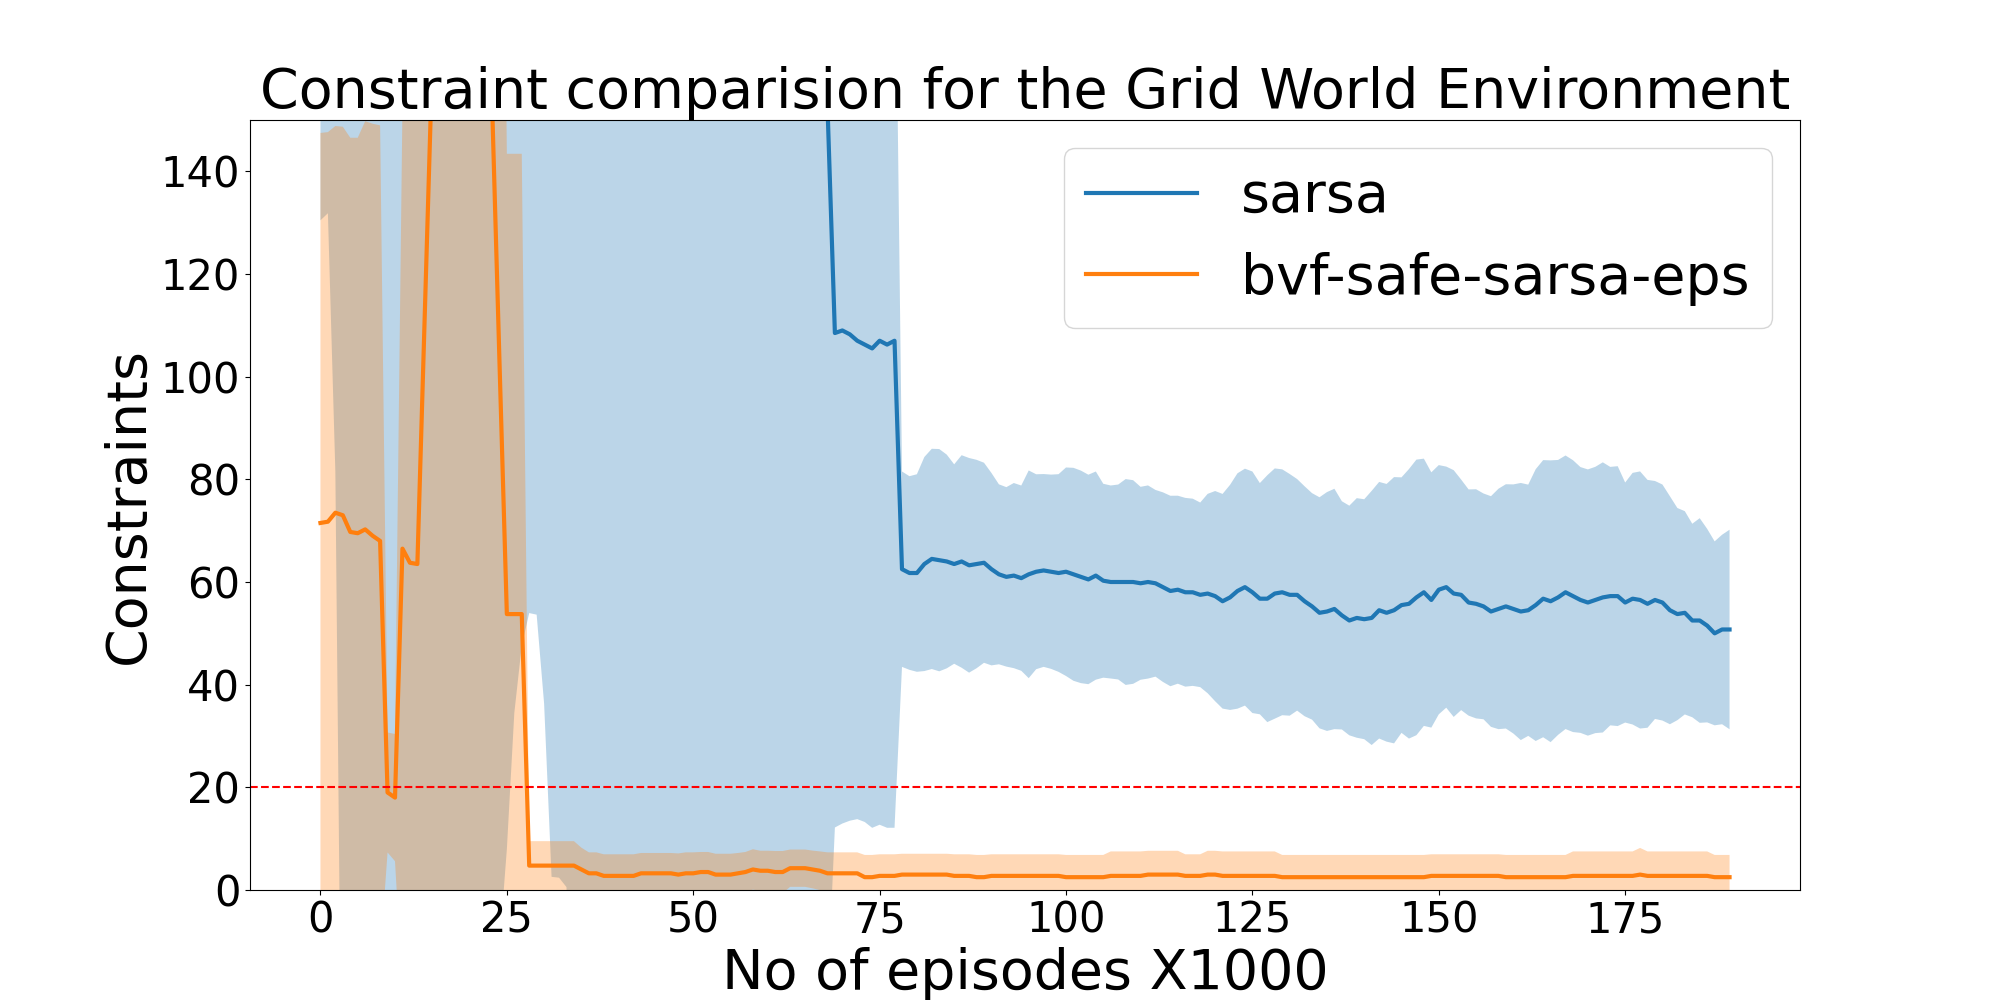 Constraint comparision for the Grid World Environment
sarsa
bvf-safe-sarsa-eps
Constraints
140
120
100
80
60
40
20
0
0 25 50 75 100 125 150 175
No of episodes X1000